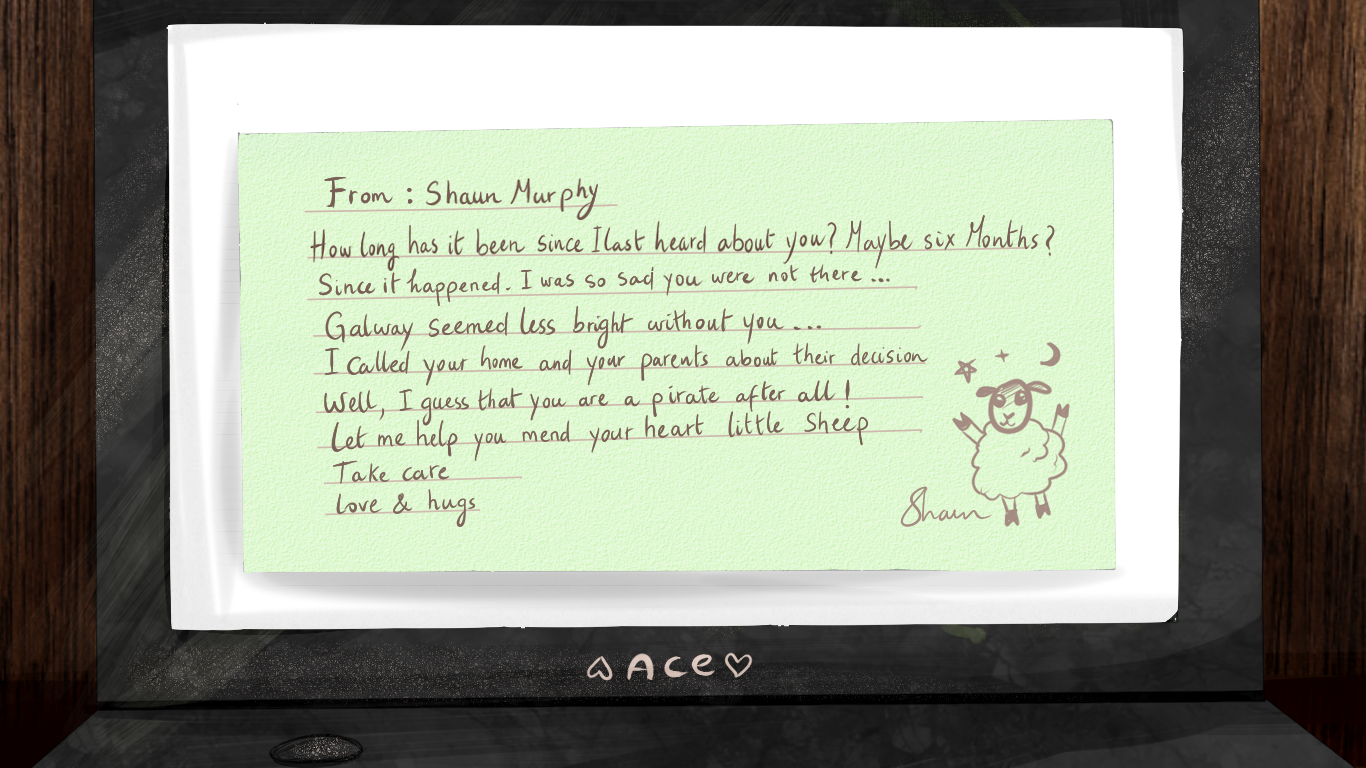 From : Shaun Murphy
How long has it been since I last heard about you? Maybe six Months?
Since it happened. I was so sad you were not there ...
Galway seemed less bright without you ...
I called your home and your parents about their decision
Well, I guess that you are a pirate after all !
Let me help you mend your heart little Sheep
Take care
love & hugs
Shaun
♤ Ace ♡